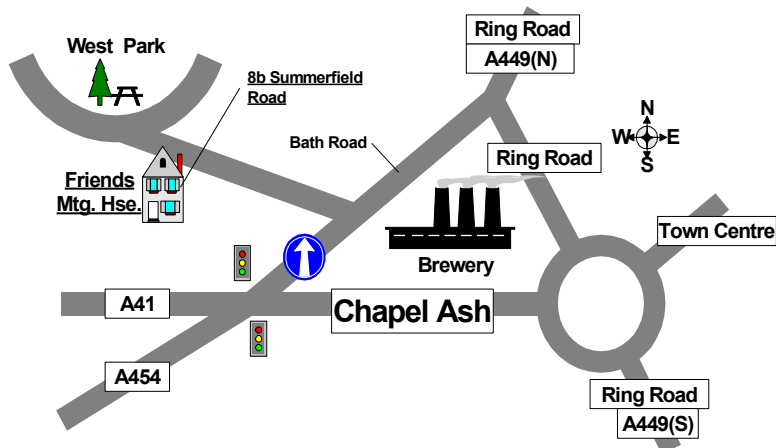 Ring Road
A449(N)
West Park
8b Summerfield
Road
N
W E
S
Bath Road
Ring Road
Friends
Mtg. Hse.
Town Centre
Brewery
A41
Chapel Ash
A454
Ring Road
A449(S)